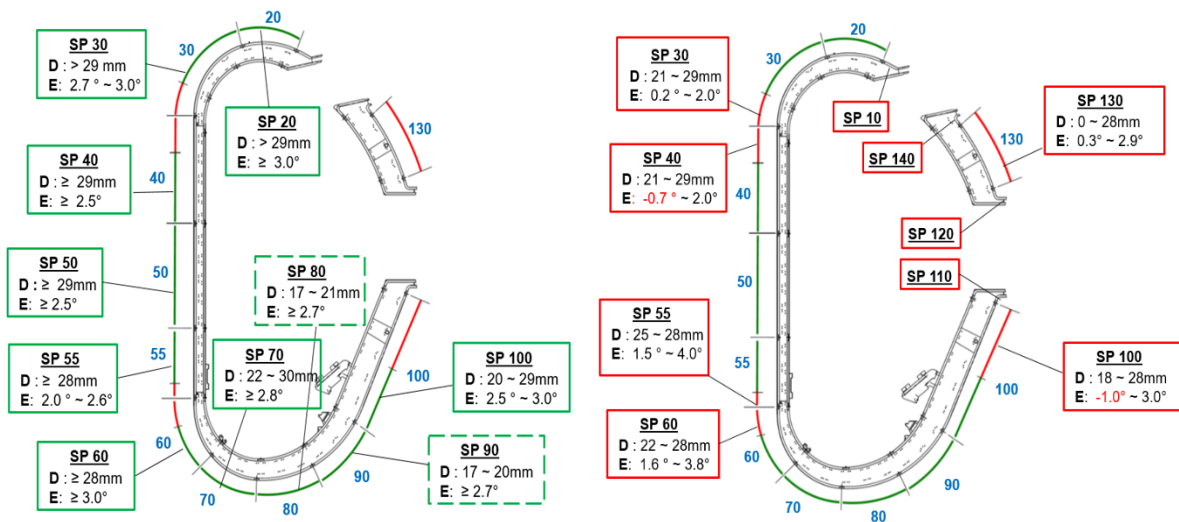 20
30
SP 30
D : > 29 mm
E: 2.7 ° ~ 3.0°
SP 20
D : > 29mm
E: ≥ 3.0°
130
SP 40
D : ≥ 29mm
E: ≥ 2.5°
40
SP 50
D : ≥ 29mm
E: ≥ 2.5°
50
SP 80
D : 17 ~ 21mm
E: ≥ 2.7°
SP 55
D : ≥ 28mm
E: 2.0 ° ~ 2.6°
55
SP 70
D : 22 ~ 30mm
E: ≥ 2.8°
SP 100
D : 20 ~ 29mm
E: 2.5 ° ~ 3.0°
100
SP 60
D : ≥ 28mm
E: ≥ 3.0°
60
SP 90
D : 17 ~ 20mm
E: ≥ 2.7°
90
70
80
20
30
SP 30
D : 21 ~ 29mm
E: 0.2 ° ~ 2.0°
SP 10
SP 130
D : 0 ~ 28mm
E: 0.3° ~ 2.9°
130
SP 140
SP 40
D : 21 ~ 29mm
E: -0.7 ° ~ 2.0°
40
SP 120
50
SP 110
SP 55
D : 25 ~ 28mm
E: 1.5 ° ~ 4.0°
55
SP 100
D : 18 ~ 28mm
E: -1.0° ~ 3.0°
100
SP 60
D : 22 ~ 28mm
E: 1.6 ° ~ 3.8°
60
90
70
80